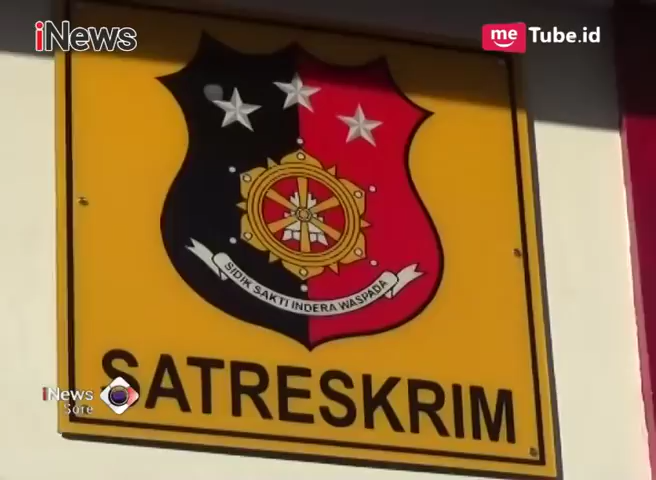 iNews
me Tube.id
SIDIK SAKTI INDERA WASPADA
SATRESKRIM
iNews
Sore